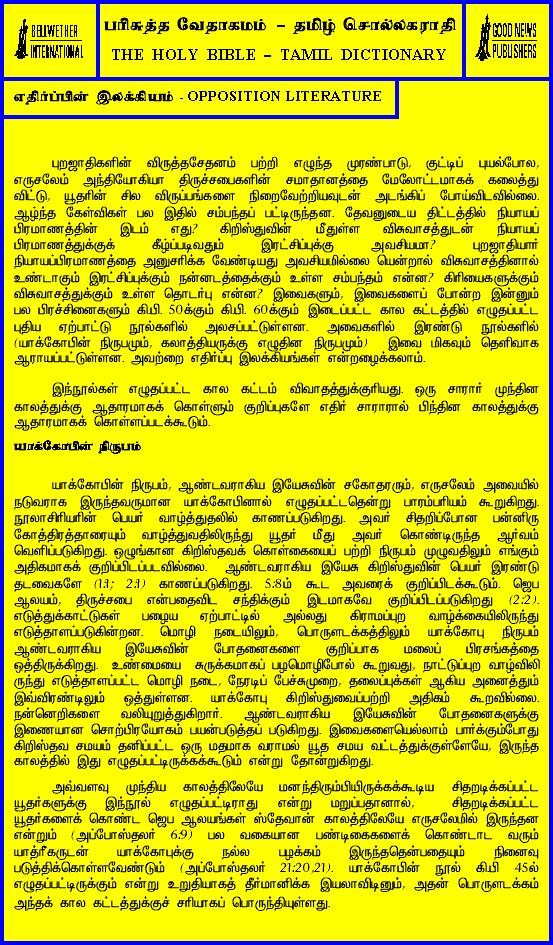 BELLWETHER
INTERNATIONAL
பரிசுத்த வேதாகமம் – தமிழ் சொல்லகராதி
THE HOLY BIBLE – TAMIL DICTIONARY
GOOD NEWS
PUBLISHERS
எதிர்ப்பின் இலக்கியம் - OPPOSITION LITERATURE
புறஜாதிகளின் விருத்தசேதனம் பற்றி எழுந்த முரண்பாடு, குட்டிப் புயல்போல,
எருசலேம் அந்தியோகியா திருச்சபைகளின் சமாதானத்தை மேலோட்டமாகக் கலைத்து
விட்டு, யூதரின் சில விருப்பங்களை நிறைவேற்றியவுடன் அடங்கிப் போய்விடவில்லை.
ஆழ்ந்த கேள்விகள் பல இதில் சம்பந்தப் பட்டிருந்தன. தேவனுடைய திட்டத்தில் நியாயப்
பிரமாணத்தின் இடம் எது? கிறிஸ்துவின் மீதுள்ள விசுவாசத்துடன் நியாயப்
பிரமாணத்துக்குக் கீழ்ப்படிவதும் இரட்சிப்புக்கு அவசியமா? புறஜாதியார்
நியாயப்பிரமாணத்தை அனுசரிக்க வேண்டியது அவசியமில்லை யென்றால் விசுவாசத்தினால்
உண்டாகும் இரட்சிப்புக்கும் நன்னடத்தைக்கும் உள்ள சம்பந்தம் என்ன? கிரியைகளுக்கும்
விசுவாசத்துக்கும் உள்ள தொடர்பு என்ன? இவைகளும், இவைகளைப் போன்ற இன்னும்
பல பிரச்சினைகளும் கி.பி. 50க்கும் கி.பி. 60க்கும் இடைப்பட்ட கால கட்டத்தில் எழுதப்பட்ட
புதிய ஏற்பாட்டு நூல்களில் அலசப்பட்டுள்ளன. அவைகளில் இரண்டு நூல்களில்
(யாக்கோபின் நிருபமும், கலாத்தியருக்கு எழுதின நிருபமும்) இவை மிகவும் தெளிவாக
ஆராயப்பட்டுள்ளன. அவற்றை எதிர்ப்பு இலக்கியங்கள் என்றழைக்கலாம்.
இந்நூல்கள் எழுதப்பட்ட கால கட்டம் விவாதத்துக்குரியது. ஒரு சாரார் முந்தின
காலத்துக்கு ஆதாரமாகக் கொள்ளும் குறிப்புகளே எதிர் சாராரால் பிந்தின காலத்துக்கு
ஆதாரமாகக் கொள்ளப்படக்கூடும்.
யாக்கோபின் நிருபம்
யாக்கோபின் நிருபம், ஆண்டவராகிய இயேசுவின் சகோதரரும், எருசலேம் அவையில்
நடுவராக இருந்தவருமான யாக்கோபினால் எழுதப்பட்டதென்று பாரம்பரியம் கூறுகிறது.
நூலாசிரியரின் பெயர் வாழ்த்துதலில் காணப்படுகிறது. அவர் சிதறிப்போன பன்னிரு
கோத்திரத்தாரையும் வாழ்த்துவதிலிருந்து யூதர் மீது அவர் கொண்டிருந்த ஆர்வம்
வெளிப்படுகிறது. ஒழுங்கான கிறிஸ்தவக் கொள்கையைப் பற்றி நிருபம் முழுவதிலும் எங்கும்
அதிகமாகக் குறிப்பிடப்படவில்லை. ஆண்டவராகிய இயேசு கிறிஸ்துவின் பெயர் இரண்டு
தடவைகளே (1:1; 2:1) காணப்படுகிறது. 5:8ம் கூட அவரைக் குறிப்பிடக்கூடும். ஜெப
ஆலயம், திருச்சபை என்பதைவிட சந்திக்கும் இடமாகவே குறிப்பிடப்படுகிறது (2:2).
எடுத்துக்காட்டுகள் பழைய ஏற்பாட்டில் அல்லது கிராமப்புற வாழ்க்கையிலிருந்து
எடுத்தாளப்படுகின்றன. மொழி நடையிலும், பொருளடக்கத்திலும் யாக்கோபு நிருபம்
ஆண்டவராகிய இயேசுவின் போதனைகளை குறிப்பாக மலைப் பிரசங்கத்தை
ஒத்திருக்கிறது. உண்மையை சுருக்கமாகப் பழமொழிபோல் கூறுவது, நாட்டுப்புற வாழ்விலி
ருந்து எடுத்தாளப்பட்ட மொழி நடை, நேரடிப் பேச்சுமுறை, தலைப்புக்கள் ஆகிய அனைத்தும்
இவ்விரண்டிலும் ஒத்துள்ளன. யாக்கோபு கிறிஸ்துவைப்பற்றி அதிகம் கூறவில்லை.
நன்னெறிகளை வலியுறுத்துகிறார். ஆண்டவராகிய இயேசுவின் போதனைகளுக்கு
இணையான சொற்பிரயோகம் பயன்படுத்தப் படுகிறது. இவைகளையெல்லாம் பார்க்கும்போது
கிறிஸ்தவ சமயம் தனிப்பட்ட ஒரு மதமாக வராமல் யூத சமய வட்டத்துக்குள்ளேயே, இருந்த
காலத்தில் இது எழுதப்பட்டிருக்கக்கூடும் என்று தோன்றுகிறது.
அவ்வளவு முந்திய காலத்திலேயே மனந்திரும்பியிருக்கக்கூடிய சிதறடிக்கப்பட்ட
யூதர்களுக்கு இந்நூல் எழுதப்பட்டிராது என்று மறுப்பதானால், சிதறடிக்கப்பட்ட
யூதர்களைக் கொண்ட ஜெப ஆலயங்கள் ஸ்தேவான் காலத்திலேயே எருசலேமில் இருந்தன
என்றும் (அப்போஸ்தலர் 6:9) பல வகையான பண்டிகைகளைக் கொண்டாட வரும்
யாத்ரீகருடன் யாக்கோபுக்கு நல்ல பழக்கம் இருந்ததென்பதையும் நினைவு
படுத்திக்கொள்ளவேண்டும் (அப்போஸ்தலர் 21:20,21). யாக்கோபின் நூல் கி.பி 45ல்
எழுதப்பட்டிருக்கும் என்று உறுதியாகத் தீர்மானிக்க இயலாவிடினும், அதன் பொருளடக்கம்
அந்தக் கால கட்டத்துக்குச் சரியாகப் பொருந்தியுள்ளது.